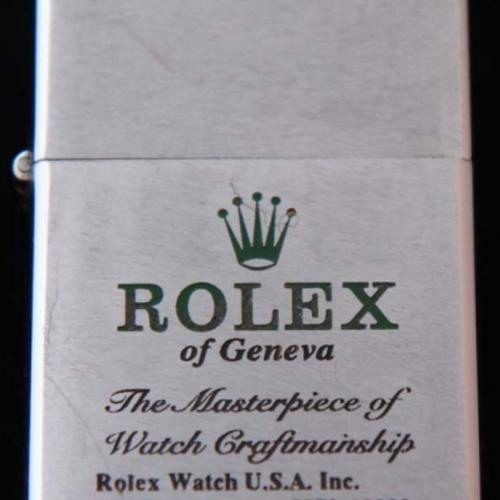 ROLEX
of Geneva
The Masterpiece of
Watch Craftmanship
Rolex Watch U.S.A. Inc.